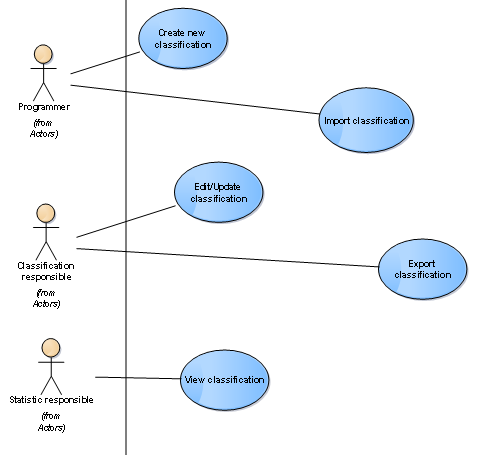 Create new
classification
Programmer
(from
Actors)
Import classification
Edit/Update
classification
Classification
responsible
(from
Actors)
Export
classification
Statistic responsible
(from
Actors)
View classification